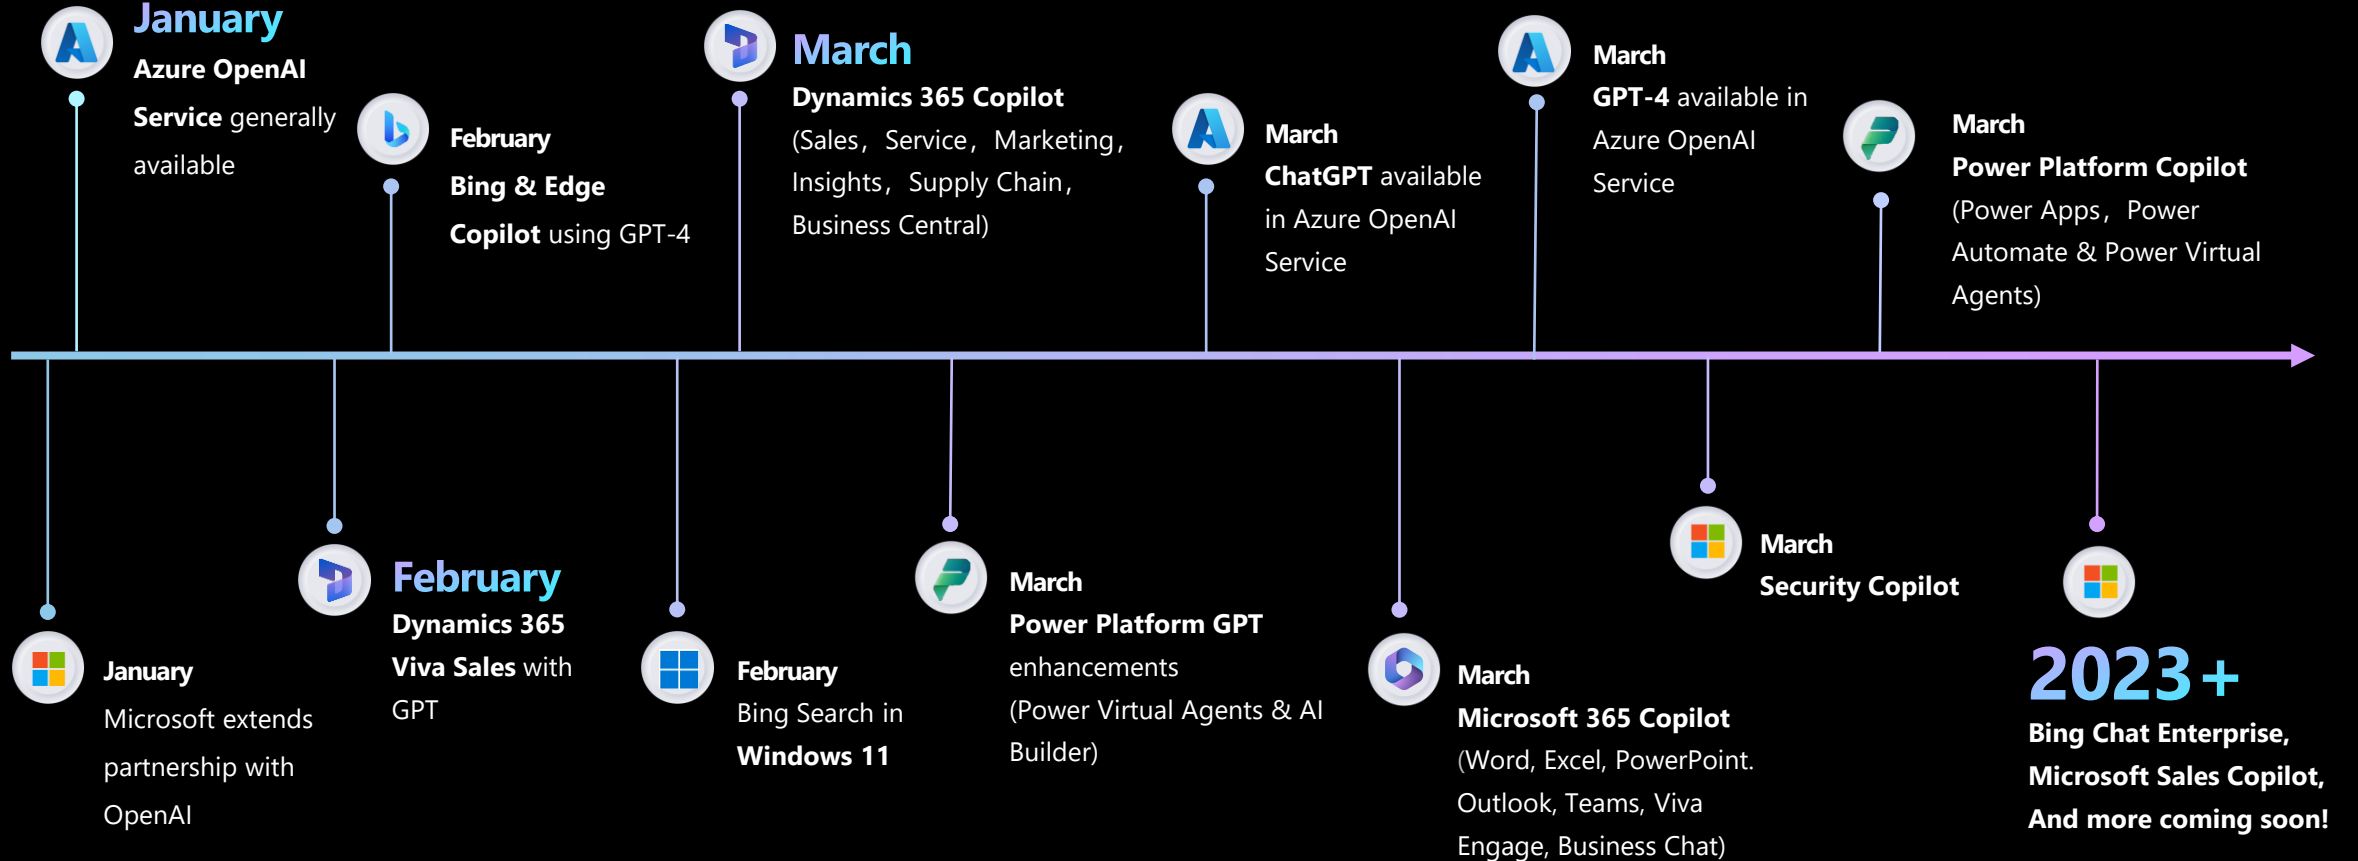 January
Azure OpenAI
Service generally
available
February
Bing & Edge
Copilot using GPT-4
March
Dynamics 365 Copilot
(Sales，Service，Marketing，
Insights，Supply Chain，
Business Central)
March
ChatGPT available
in Azure OpenAI
Service
March
GPT-4 available in
Azure OpenAI
Service
March
Power Platform Copilot
(Power Apps，Power
Automate & Power Virtual
Agents)
January
Microsoft extends
partnership with
OpenAI
February
Dynamics 365
Viva Sales with
GPT
February
Bing Search in
Windows 11
March
Power Platform GPT
enhancements
(Power Virtual Agents & AI
Builder)
March
Microsoft 365 Copilot
(Word, Excel, PowerPoint.
Outlook, Teams, Viva
Engage, Business Chat)
March
Security Copilot
2023+
Bing Chat Enterprise,
Microsoft Sales Copilot,
And more coming soon!